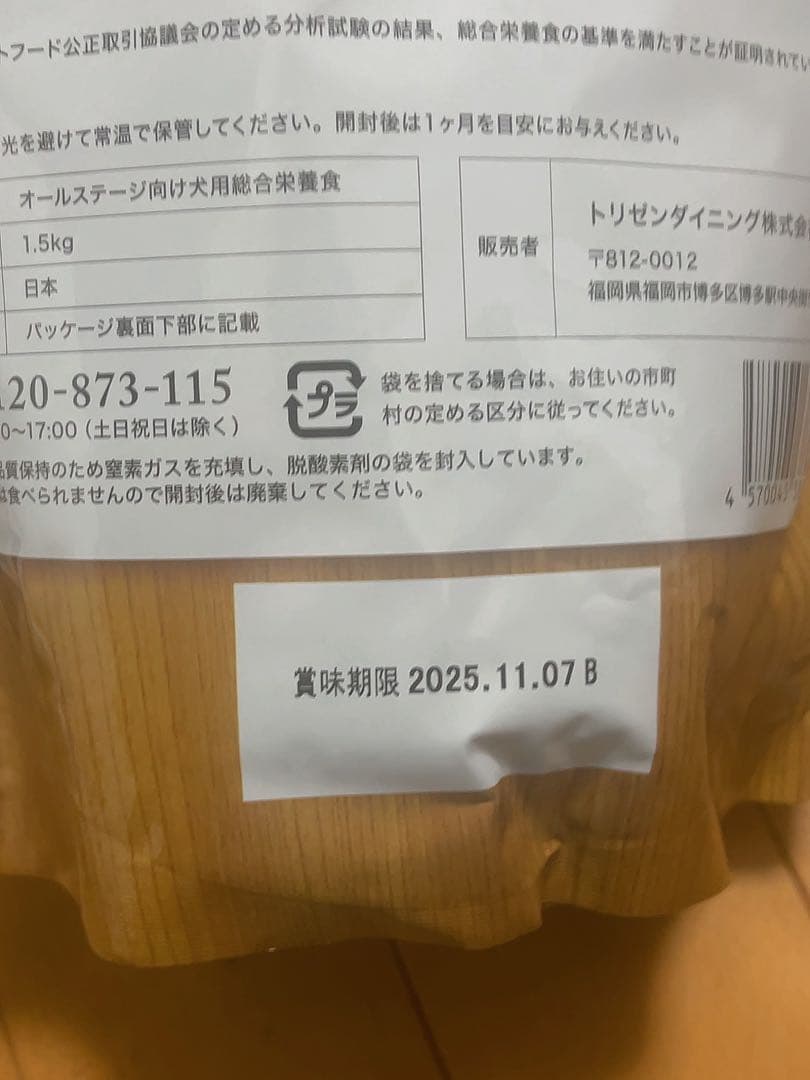 トフード公正取引協議会の定める分析試験の結果、総合栄養食の基準を満たすことが証明されてい
光を避けて常温で保管してください。開封後は1ヶ月を目安にお与えください。
オールステージ向け犬用総合栄養食
1.5kg
日本
パッケージ裏面下部に記載
販売者
トリゼンダイニング株式会
〒812-0012
福岡県福岡市博多区博多駅中央街
20-873-115
0〜17:00(土日祝日は除く)
プラ
袋を捨てる場合は、お住いの市町
村の定める区分に従ってください。
品質保持のため窒素ガスを充填し、脱酸素剤の袋を封入しています。
は食べられませんので開封後は廃棄してください。
4 57004
賞味期限 2025.11.07 B